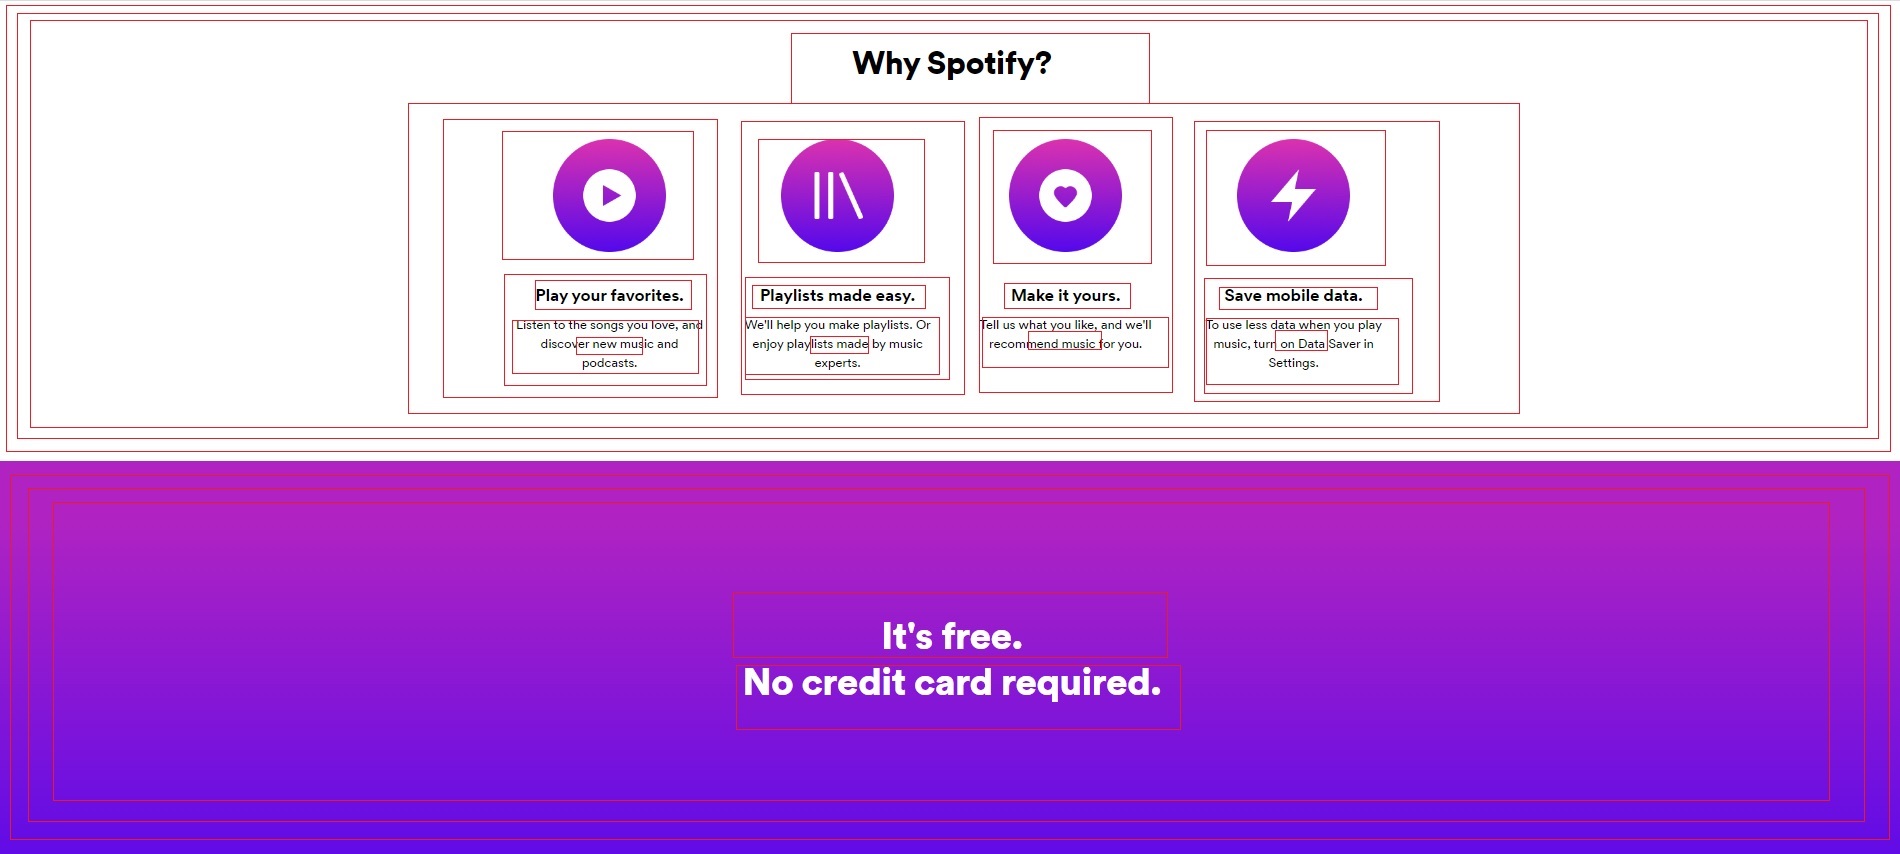 Why Spotify?
Play your favorites.
Listen to the songs you love, and
discover new music and
podcasts.
Playlists made easy.
We'll help you make playlists. Or
enjoy playlists made by music
experts.
Make it yours.
Tell us what you like, and we'll
recommend music for you.
Save mobile data.
To use less data when you play
music, turn on Data Saver in
Settings.
It's free.
No credit card required.